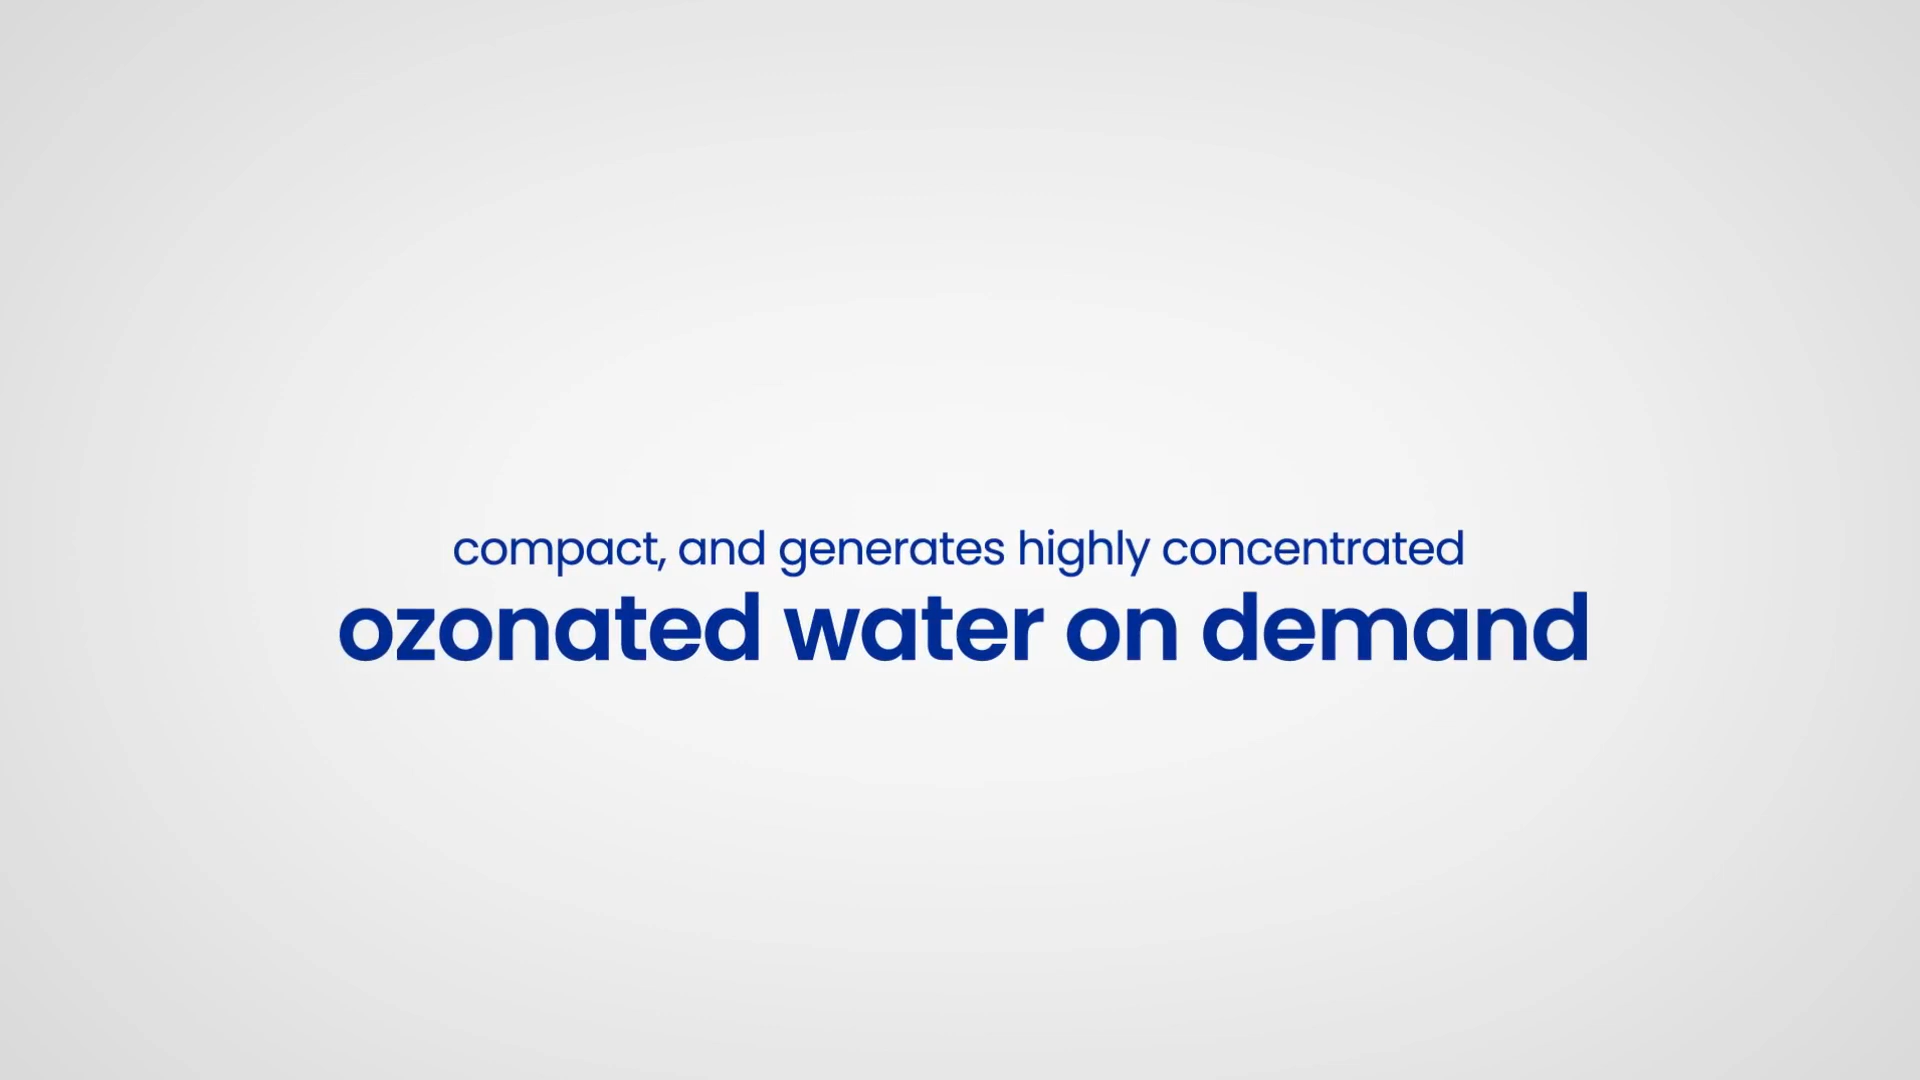 compact, and generates highly concentrated
ozonated water on demand